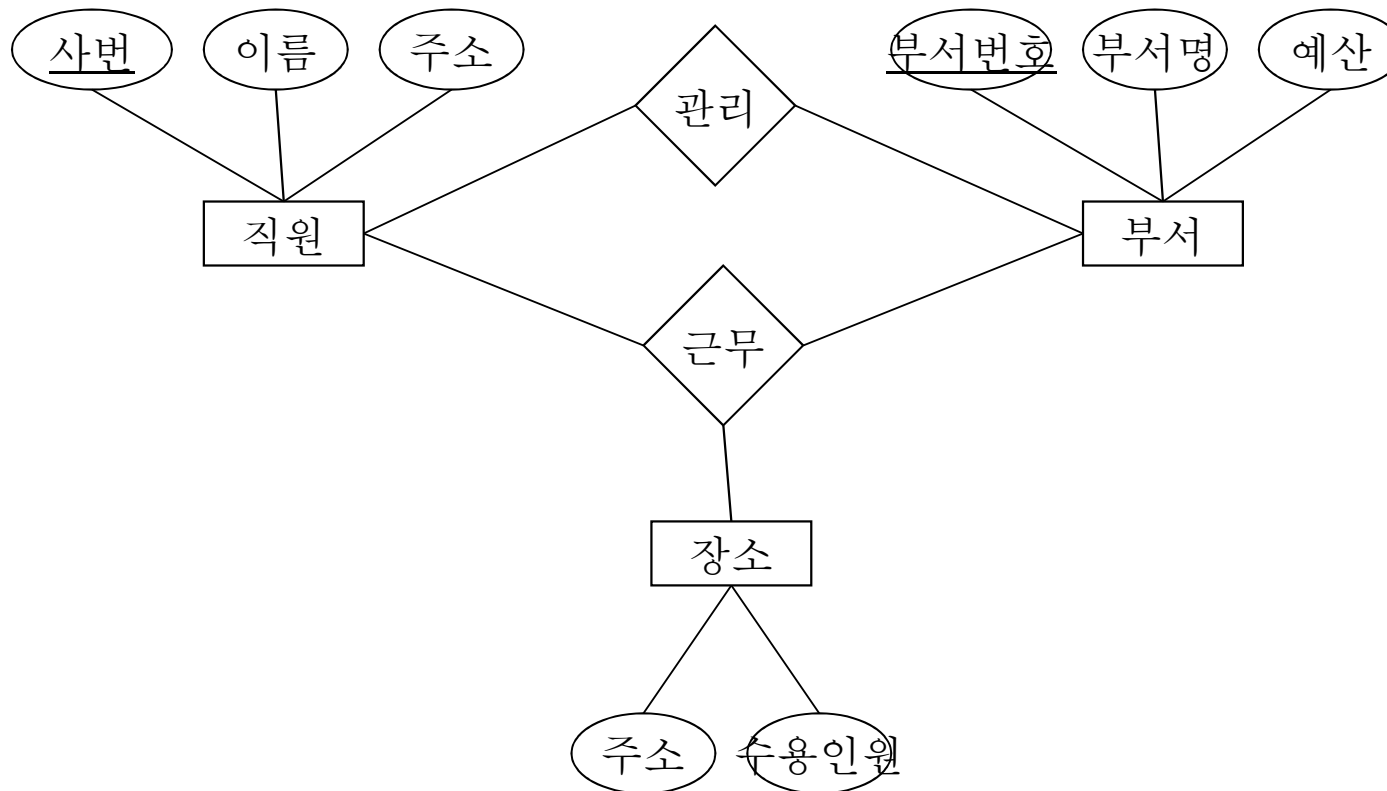 사번 이름 주소 부서번호 부서명 예산
관리
직원 부서
근무
장소
주소 수용인원